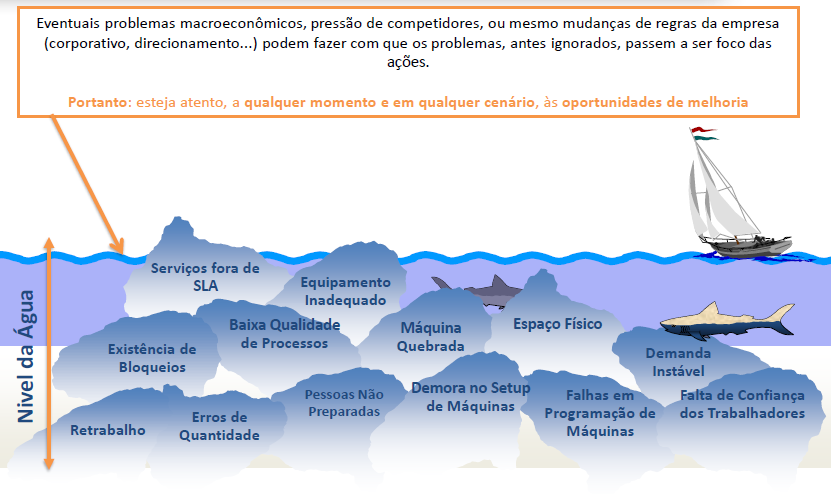 Eventuais problemas macroeconômicos, pressão de competidores, ou mesmo mudanças de regras da empresa
(corporativo, direcionamento...) podem fazer com que os problemas, antes ignorados, passem a ser foco das
ações.
Portanto: esteja atento, a qualquer momento e em qualquer cenário, às oportunidades de melhoria
Nivel da Água
Serviços fora de
SLA
Equipamento
Inadequado
Existência de
Bloqueios
Baixa Qualidade
de Processos
Máquina
Quebrada
Espaço Físico
Demanda
Instável
Retrabalho
Erros de
Quantidade
Pessoas Não
Preparadas
Demora no Setup
de Máquinas
Falhas em
Programação de
Máquinas
Falta de Confiança
dos Trabalhadores